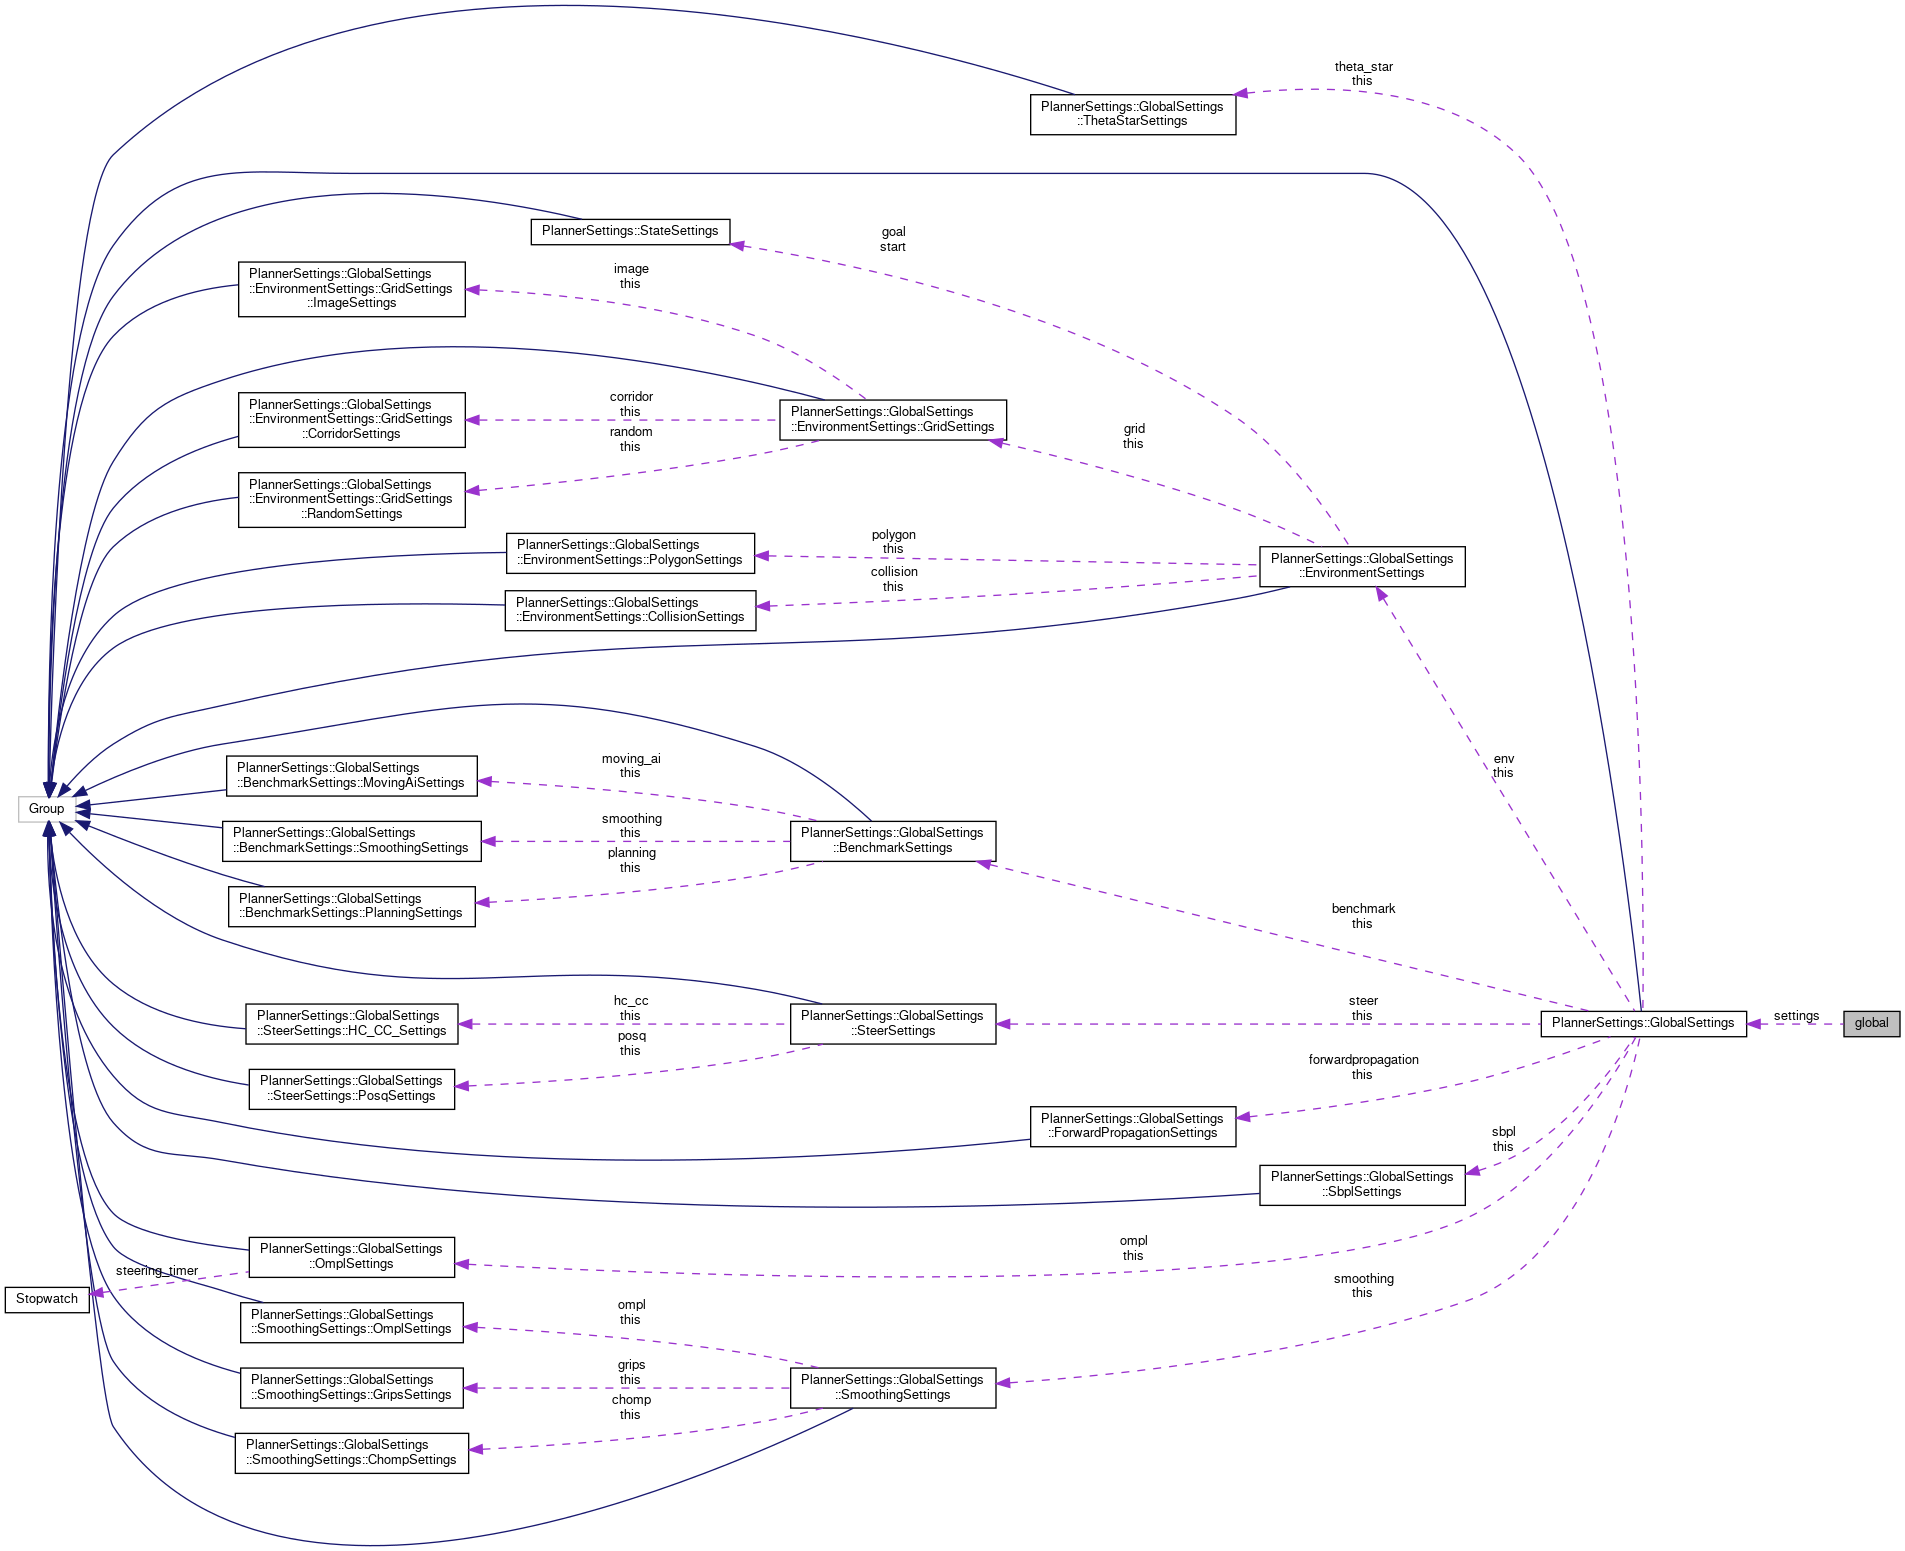 theta_star
this
PlannerSettings::GlobalSettings
::ThetaStarSettings
PlannerSettings::StateSettings
goal
start
image
this
PlannerSettings::GlobalSettings
::EnvironmentSettings::GridSettings
::ImageSettings
corridor
this
PlannerSettings::GlobalSettings
::EnvironmentSettings::GridSettings
::CorridorSettings
PlannerSettings::GlobalSettings
::EnvironmentSettings::GridSettings
grid
this
random
this
PlannerSettings::GlobalSettings
::EnvironmentSettings::GridSettings
::RandomSettings
PlannerSettings::GlobalSettings
::EnvironmentSettings::PolygonSettings
polygon
this
PlannerSettings::GlobalSettings
::EnvironmentSettings
collision
this
PlannerSettings::GlobalSettings
::EnvironmentSettings::CollisionSettings
env
this
moving_ai
this
PlannerSettings::GlobalSettings
::BenchmarkSettings::MovingAiSettings
Group
smoothing
this
PlannerSettings::GlobalSettings
::BenchmarkSettings::SmoothingSettings
PlannerSettings::GlobalSettings
::BenchmarkSettings
planning
this
PlannerSettings::GlobalSettings
::BenchmarkSettings::PlanningSettings
benchmark
this
hc_cc
this
PlannerSettings::GlobalSettings
::SteerSettings::HC_CC_Settings
PlannerSettings::GlobalSettings
::SteerSettings
steer
this
PlannerSettings::GlobalSettings
settings
global
posq
this
PlannerSettings::GlobalSettings
::SteerSettings::PosqSettings
forwardpropagation
this
PlannerSettings::GlobalSettings
::ForwardPropagationSettings
sbpl
this
PlannerSettings::GlobalSettings
::SbplSettings
PlannerSettings::GlobalSettings
::OmplSettings
ompl
this
steering_timer
Stopwatch
smoothing
this
PlannerSettings::GlobalSettings
::SmoothingSettings::OmplSettings
ompl
this
grips
this
PlannerSettings::GlobalSettings
::SmoothingSettings::GripsSettings
PlannerSettings::GlobalSettings
::SmoothingSettings
chomp
this
PlannerSettings::GlobalSettings
::SmoothingSettings::ChompSettings